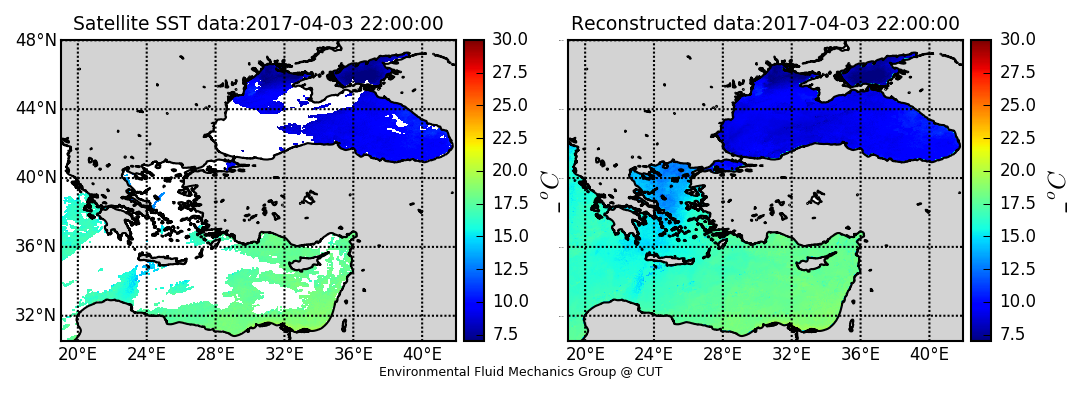 Satellite SST data:2017-04-03 22:00:00
Reconstructed data:2017-04-03 22:00:00
48°N
44°N
40°N
36°N
32°N
20°E 24°E 28°E 32°E 36°E 40°E
30.0
27.5
25.0
22.5
20.0
17.5
15.0
12.5
10.0
7.5
_°C
20°E 24°E 28°E 32°E 36°E 40°E
30.0
27.5
25.0
22.5
20.0
17.5
15.0
12.5
10.0
7.5
_°C
Environmental Fluid Mechanics Group @ CUT